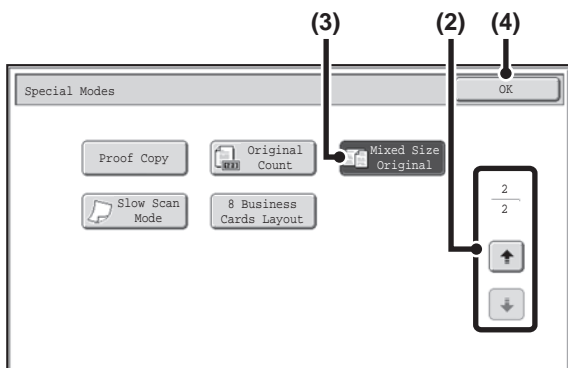 (3) (2) (4)
Special Modes
OK
Proof Copy
Original
Count
Mixed Size
Original
Slow Scan
Mode
8 Business
Cards Layout
2
2